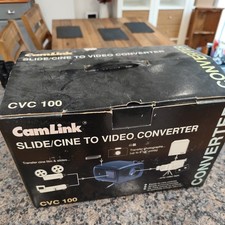 CamLink
SLIDE/CINE TO VIDEO CONVERTER
CVC 100
CamLink
SLIDE/CINE TO VIDEO CONVERTER
CVC 100
CONVERTER